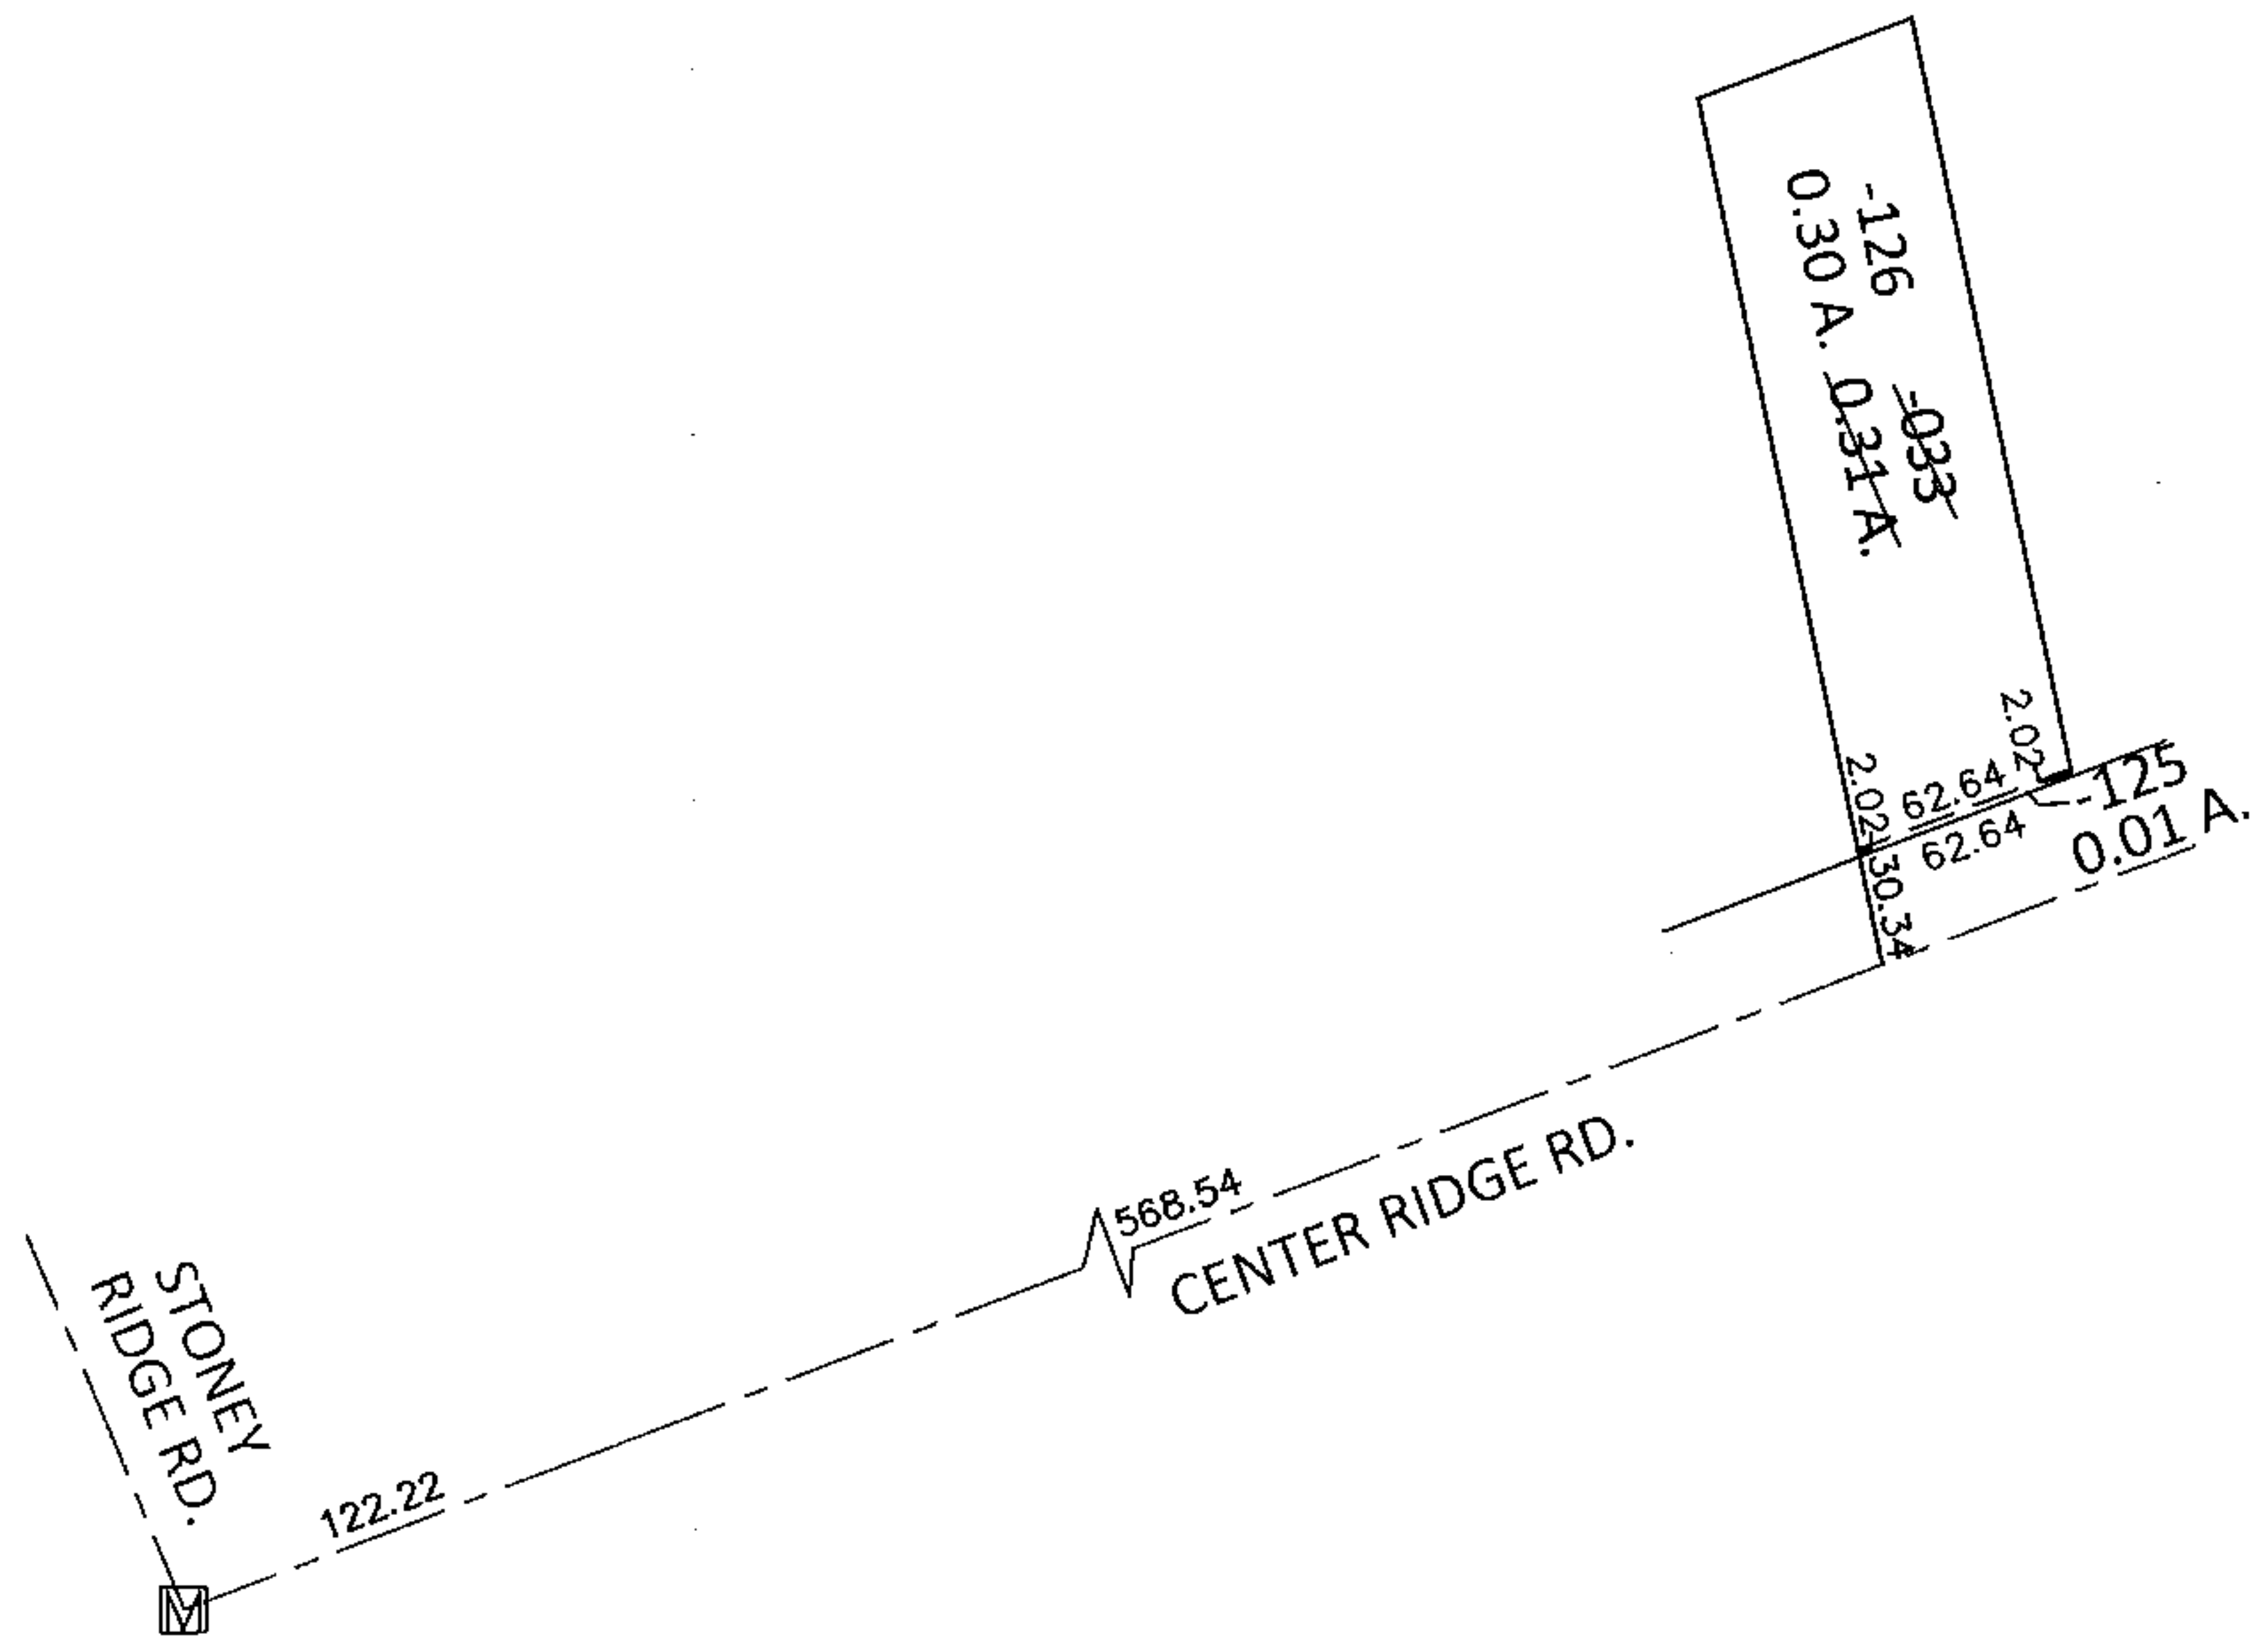 -126
0.30 A.
-033
0.31 A.
2.02
2.02
62.64
62.64
-125
0.01 A.
30.34
568.54
CENTER RIDGE RD.
STONEY
RIDGE RD.
122.22
M